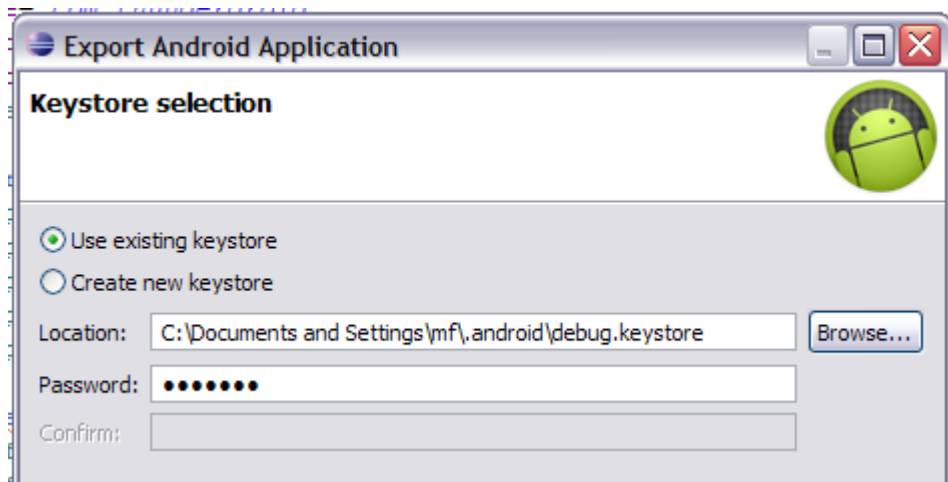 Export Android Application
Keystore selection
Use existing keystore
Create new keystore
Location: C:\Documents and Settings\mf\.android\debug.keystore Browse...
Password: •••••••
Confirm: